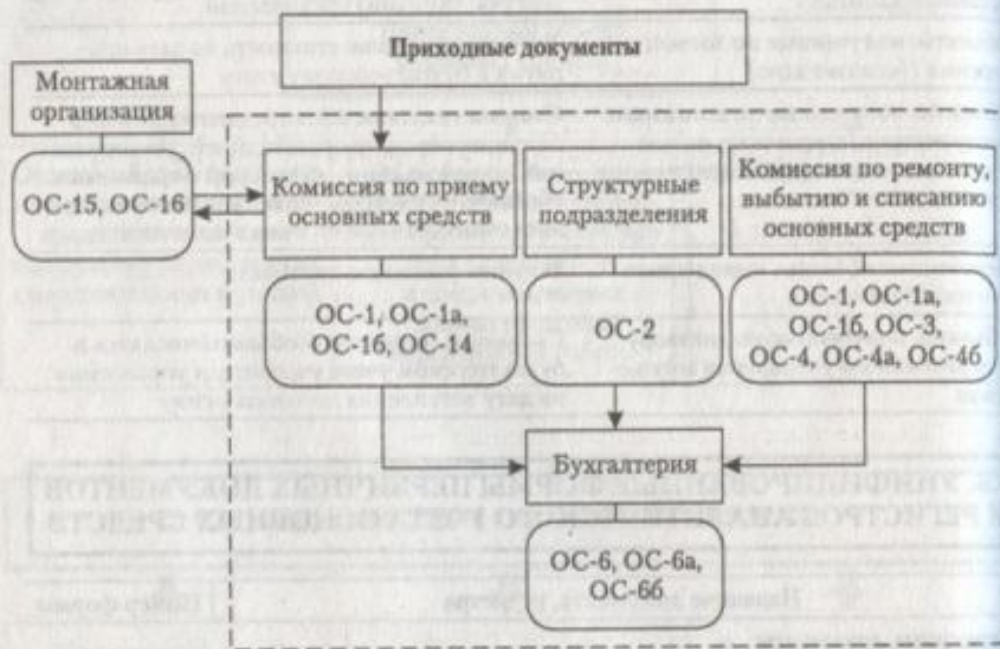 Приходные документы
Монтажная
организация
ОС-15, ОС-16
Комиссия по приему
основных средств
Структурные
подразделения
Комиссия по ремонту,
выбытию и списанию
основных средств
ОС-1, ОС-1а,
ОС-1б, ОС-14
ОС-2
ОС-1, ОС-1а,
ОС-1б, ОС-3,
ОС-4, ОС-4а, ОС-4б
Бухгалтерия
ОС-6, ОС-6а,
ОС-6б